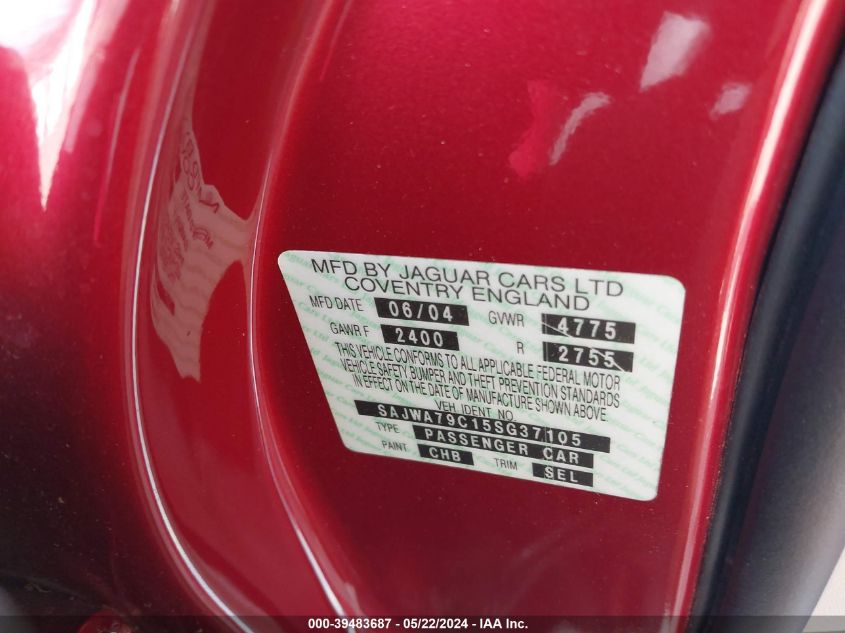 MFD BY JAGUAR CARS LTD
COVENTRY ENGLAND
MFD DATE 06/04 GVWR 4775
GAWR F 2400 R 2755
THIS VEHICLE CONFORMS TO ALL APPLICABLE FEDERAL MOTOR
VEHICLE SAFETY, BUMPER AND THEFT PREVENTION STANDARDS
IN EFFECT ON THE DATE OF MANUFACTURE SHOWN ABOVE
VEH IDENT NO.
SAJWA79C15SG37105
TYPE PASSENGER CAR
PAINT CHB TRIM SEL
000-39483687 - 05/22/2024 - IAA Inc.